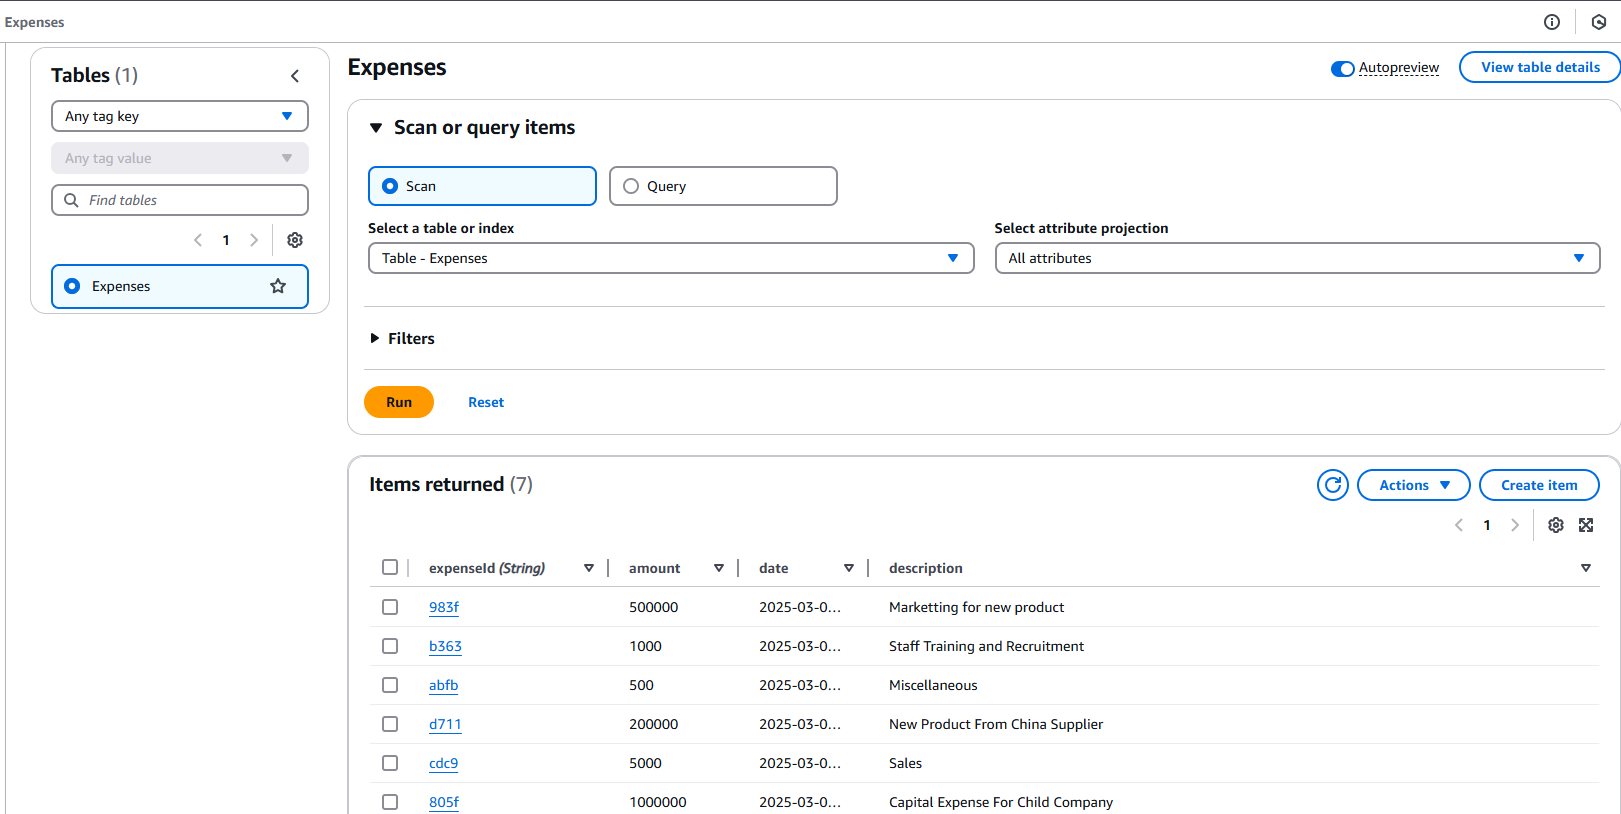 Expenses
Tables (1)
Any tag key
Any tag value
Find tables
1
Expenses
Expenses
Autopreview
View table details
Scan or query items
Scan
Query
Select a table or index
Select attribute projection
Table - Expenses
All attributes
Filters
Run
Reset
Items returned (7)
Actions
Create item
1
expenseId (String) amount date description
983f 500000 2025-03-0... Marketting for new product
b363 1000 2025-03-0... Staff Training and Recruitment
abfb 500 2025-03-0... Miscellaneous
d711 200000 2025-03-0... New Product From China Supplier
cdc9 5000 2025-03-0... Sales
805f 1000000 2025-03-0... Capital Expense For Child Company